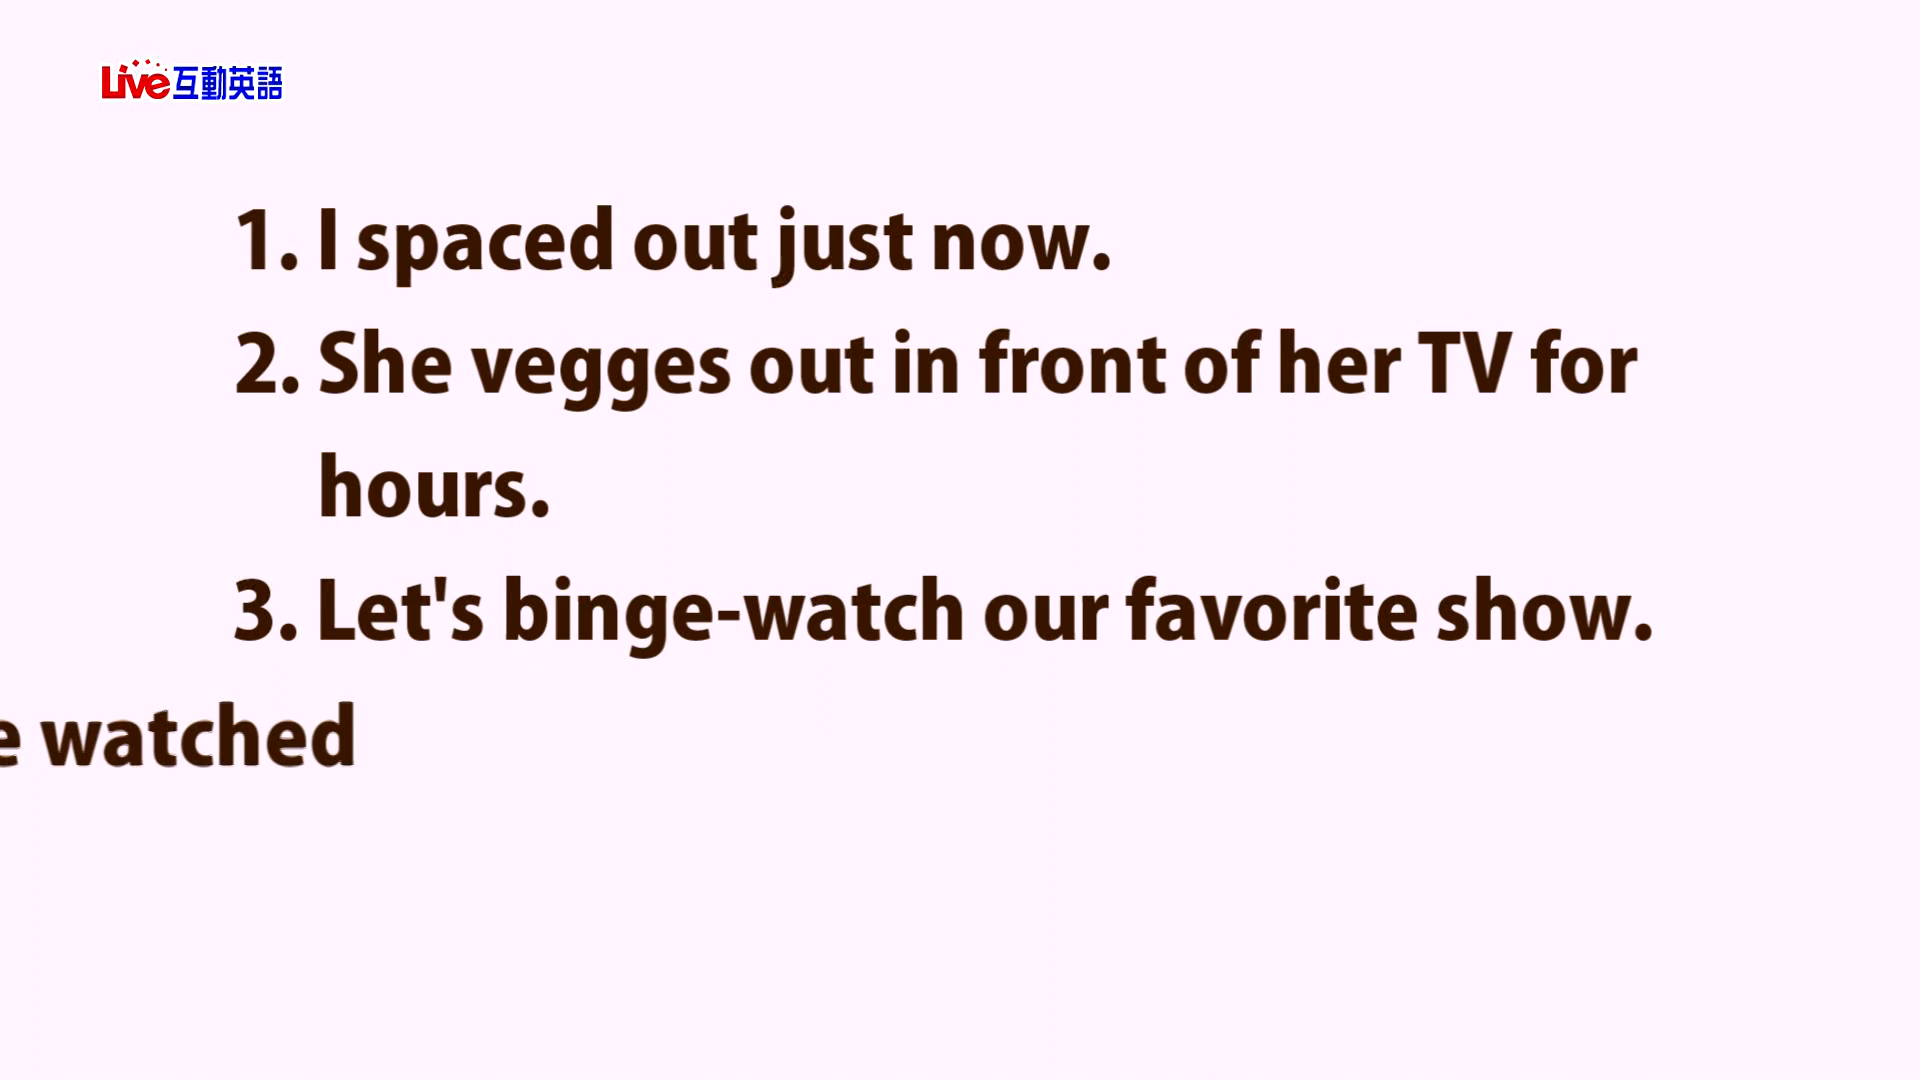 Live互動英語
1. I spaced out just now.
2. She vegges out in front of her TV for
hours.
3. Let's binge-watch our favorite show.
watched